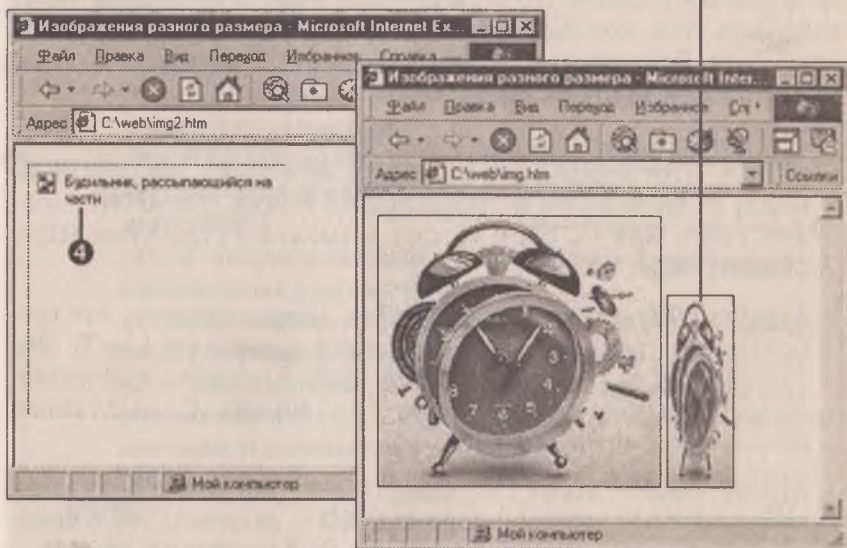 Изображения разного размера - Microsoft Internet Ex...
Файл Правка Вид Переход Избранное Справка
Адрес C:\web\img2.htm
Будильник, рассыпающийся на
части
4
Мой компьютер
Изображения разного размера - Microsoft Inter...
Файл Правка Вид Переход Избранное
Адрес C:\web\img.htm
Ссылки
Мой компьютер